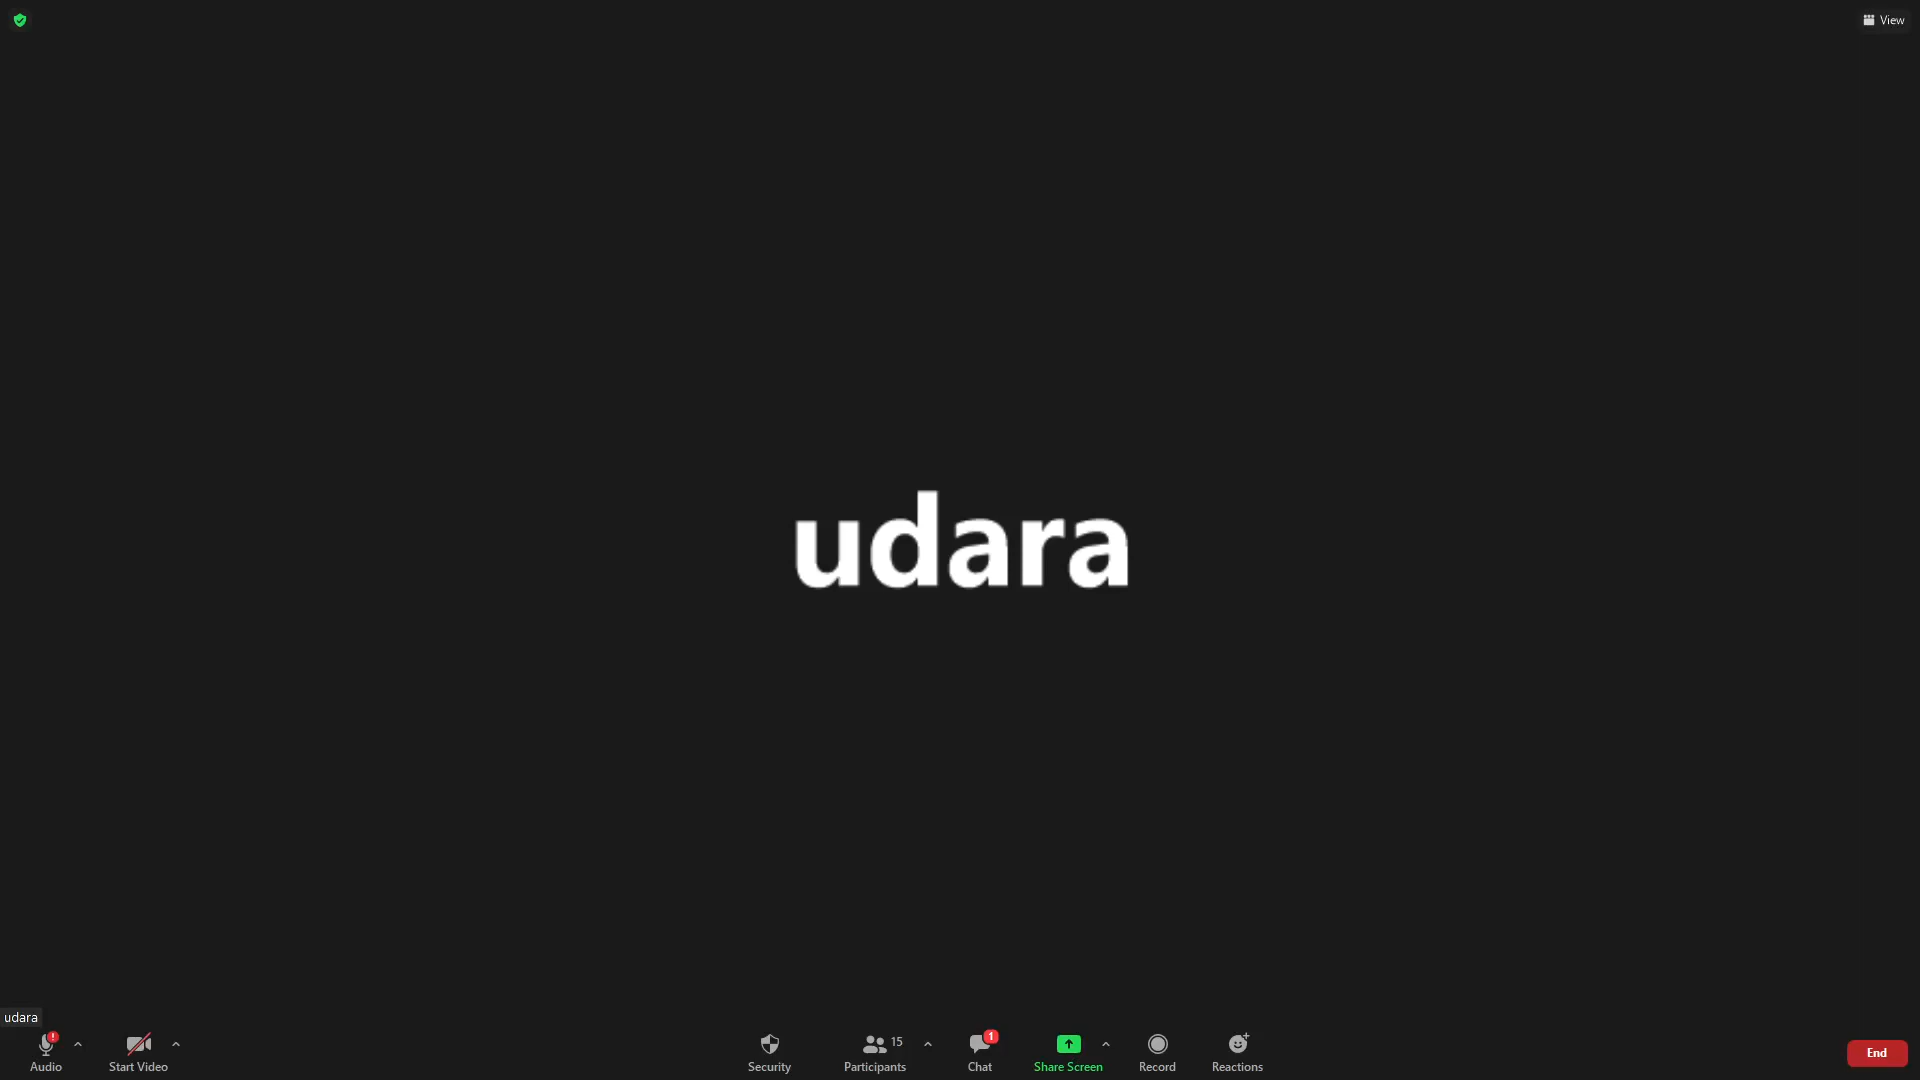 View
udara
udara
Audio
Start Video
Security
15
Participants
1
Chat
Share Screen
Record
Reactions
End